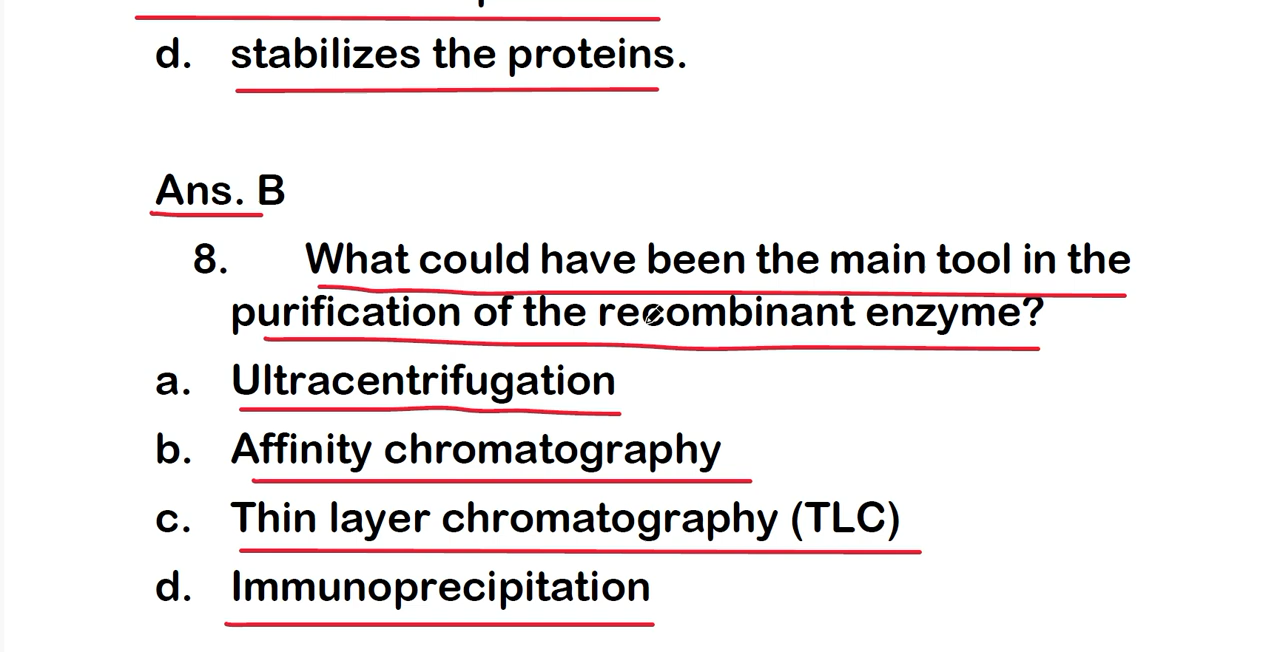 d. stabilizes the proteins.
Ans. B
8. What could have been the main tool in the
purification of the recombinant enzyme?
a. Ultracentrifugation
b. Affinity chromatography
c. Thin layer chromatography (TLC)
d. Immunoprecipitation